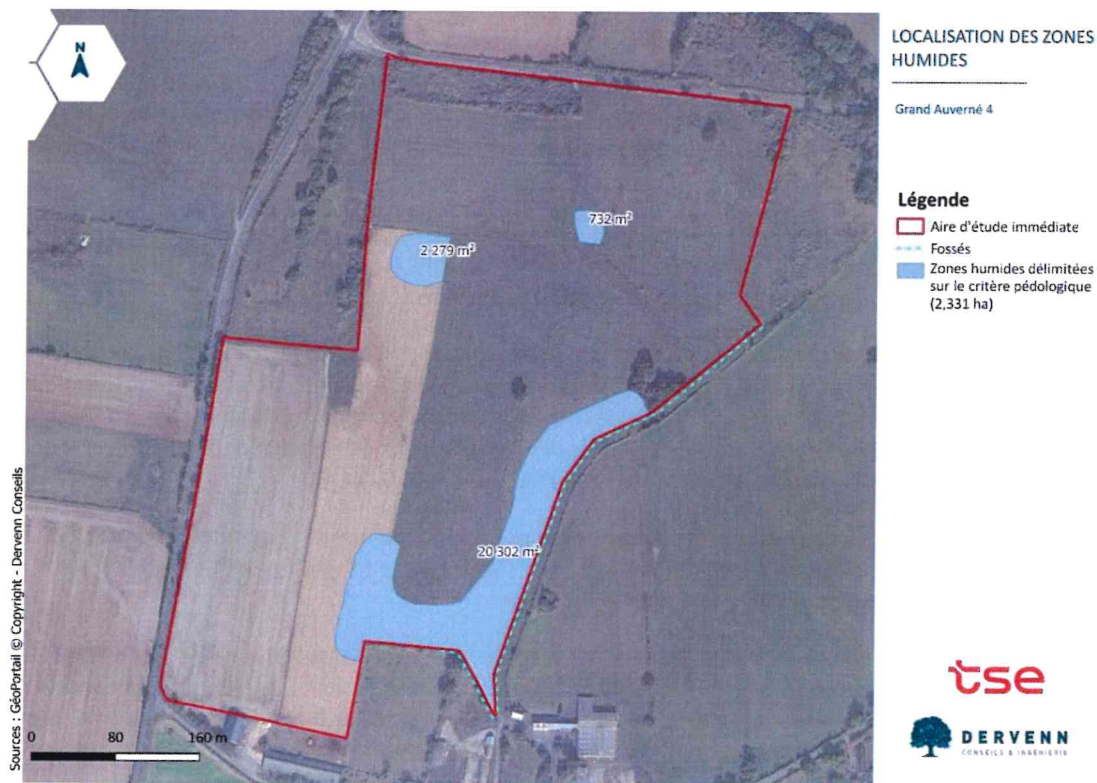 N
LOCALISATION DES ZONES
HUMIDES
Grand Auverné 4
Légende
Aire d'étude immédiate
Fossés
Zones humides délimitées
sur le critère pédologique
(2,331 ha)
732 m²
2 279 m²
20 302 m²
Sources : GéoPortail © Copyright - Dervenn Conseils
0 80 160 m
tse
DERVENN
CONSEILS & INGÉNIERIE